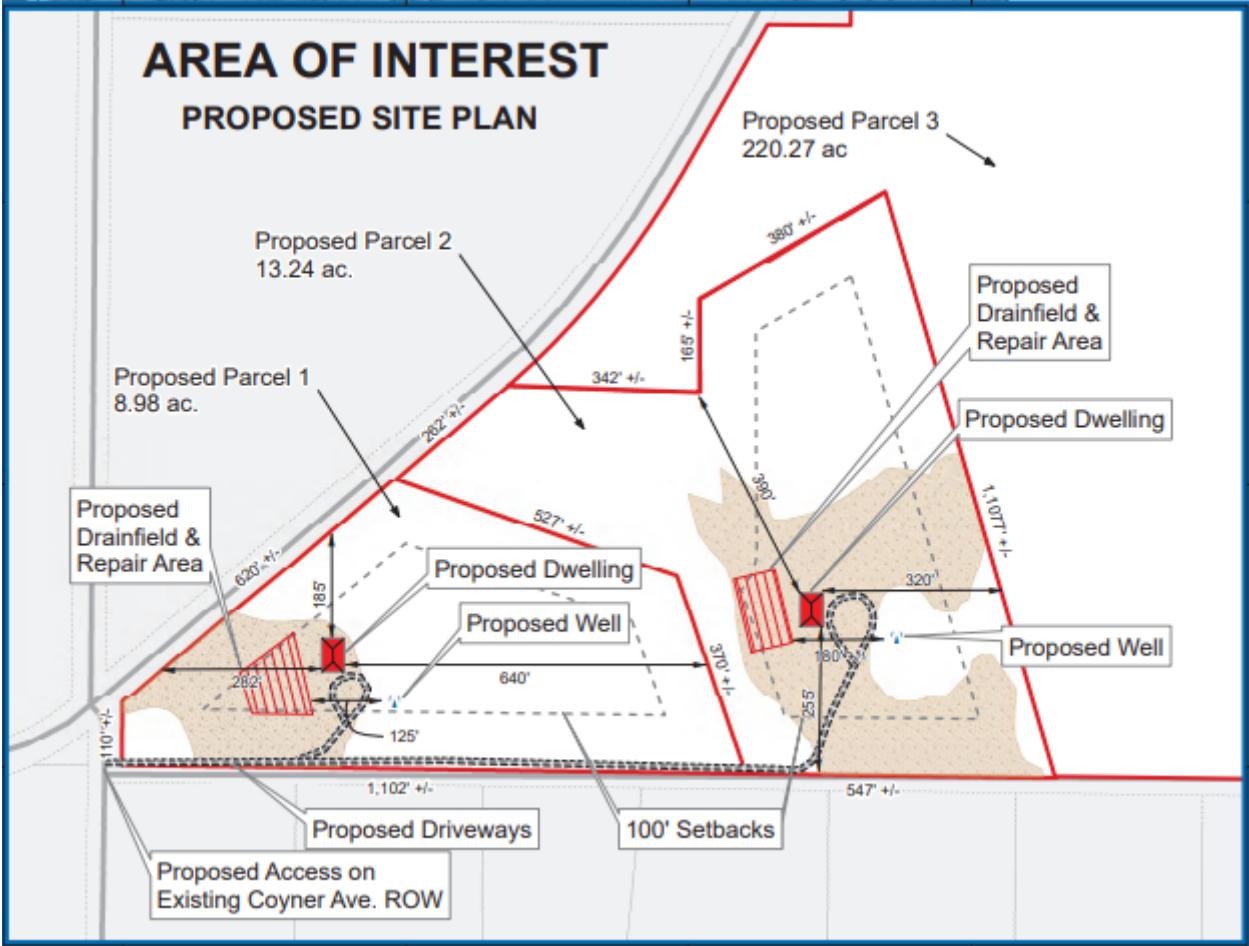 AREA OF INTEREST
PROPOSED SITE PLAN
Proposed Parcel 3
220.27 ac
Proposed Parcel 2
13.24 ac.
380' +/-
Proposed
Drainfield &
Repair Area
165' +/-
342' +/-
Proposed Parcel 1
8.98 ac.
262' +/-
Proposed Dwelling
390'
1,1077' +/-
527' +/-
Proposed
Drainfield &
Repair Area
620' +/-
185'
Proposed Dwelling
320'
Proposed Well
Proposed Well
180' +/-
370' +/-
282'
640'
255'
125'
110' +/-
1,102' +/-
547' +/-
Proposed Driveways
100' Setbacks
Proposed Access on
Existing Coyner Ave. ROW